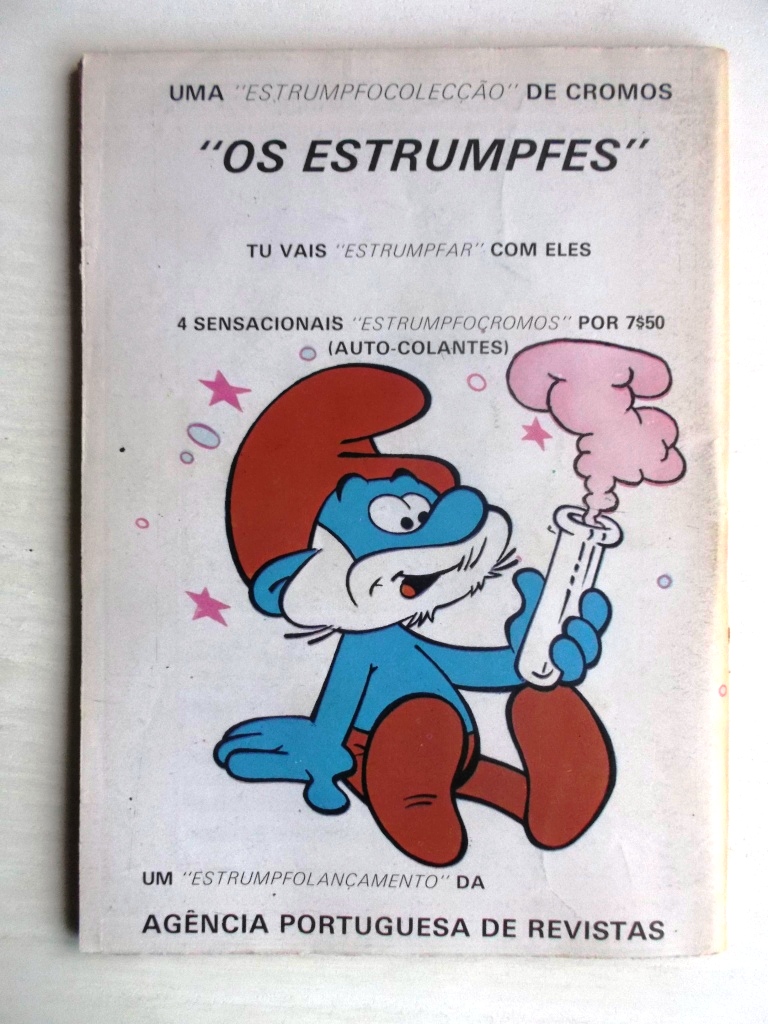 UMA "ESTRUMPFOCOLECÇÃO" DE CROMOS
"OS ESTRUMPFES"
TU VAIS "ESTRUMPFAR" COM ELES
4 SENSACIONAIS "ESTRUMPFOÇROMOS" POR 7$50
(AUTO-COLANTES)
UM "ESTRUMPFOLANÇAMENTO" DA
AGÊNCIA PORTUGUESA DE REVISTAS